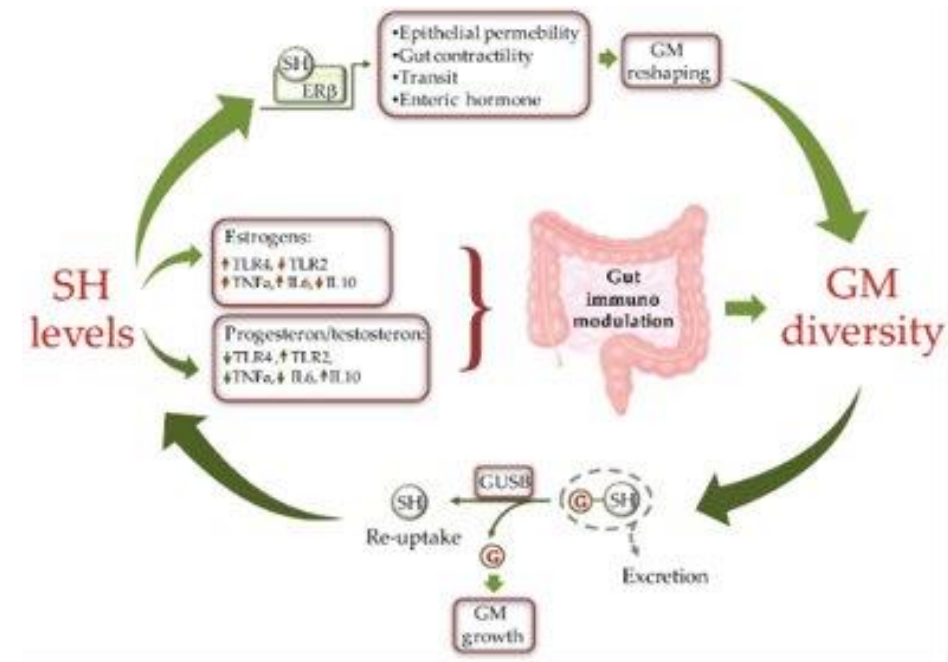 SH
ERβ
•Epithelial permebility
•Gut contractility
•Transit
•Enteric hormone
GM
reshaping
SH
levels
Estrogens:
↑TLR4, ↓TLR2
↑TNFα, ↑IL6, ↓IL10
Progesteron/testosteron:
↓TLR4, ↑TLR2,
↓TNFα, ↓ IL6, ↑IL10
}
Gut
immuno
modulation
GM
diversity
SH
Re-uptake
GUSB
G
G
SH
Excretion
GM
growth